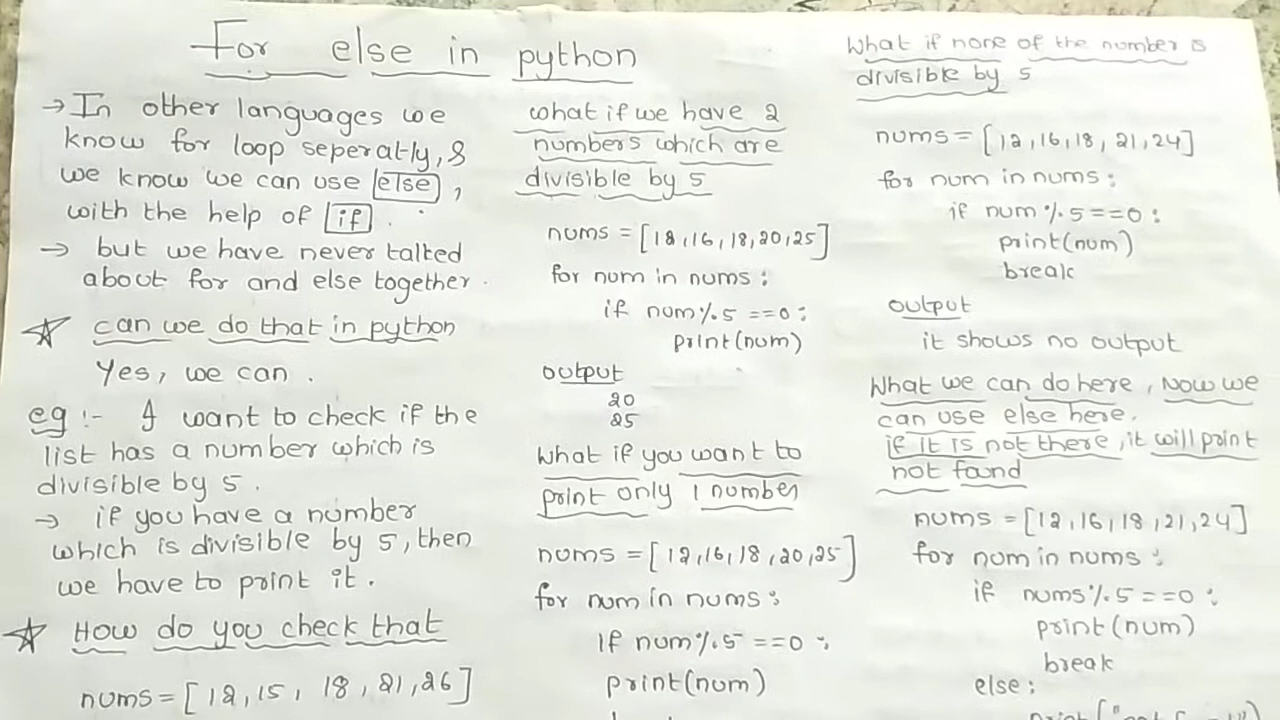 For else in python
→ In other languages we
know for loop seperatly, &
we know we can use else,
with the help of if.
→ but we have never talted
about for and else together.
☆ can we do that in python
Yes, we can.
eg :- I want to check if the
list has a number which is
divisible by 5.
→ if you have a number
which is divisible by 5, then
we have to print it.
☆ How do you check that
nums = [12, 15, 18, 21, 26]
what if we have 2
numbers which are
divisible by 5
nums = [12, 16, 18, 20, 25]
for num in nums:
if num % 5 == 0:
print(num)
output
20
25
What if you want to
print only 1 number
nums = [12, 16, 18, 20, 25]
for num in nums:
If num % 5 == 0:
print(num)
What if none of the number is
divisible by 5
nums = [12, 16, 18, 21, 24]
for num in nums:
if num % 5 == 0:
print(num)
break
output
it shows no output
What we can do here, Now we
can use else here.
if it is not there, it will print
not found
nums = [12, 16, 18, 21, 24]
for num in nums:
if nums % 5 == 0:
print(num)
break
else:
print("